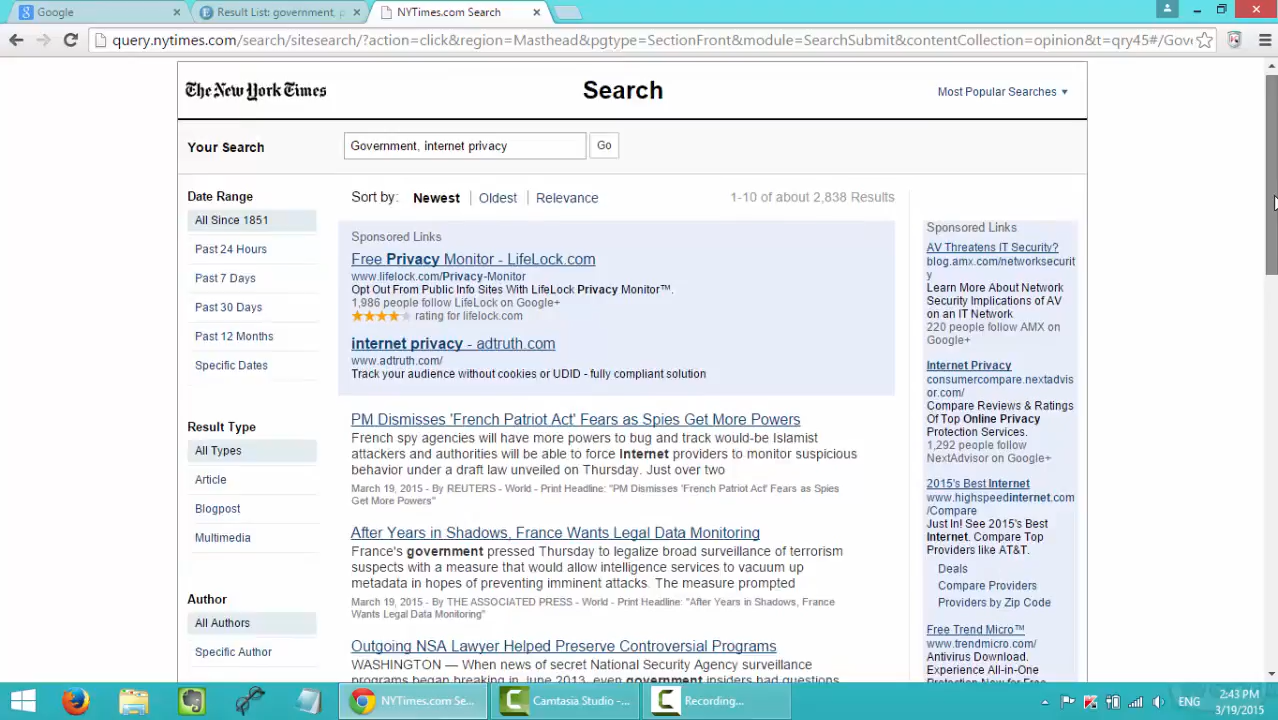 Google
Result List: government, p
NYTimes.com Search
query.nytimes.com/search/sitesearch/?action=click&region=Masthead&pgtype=SectionFront&module=SearchSubmit&contentCollection=opinion&t=qry45#/Gov
The New York Times
Search
Most Popular Searches
Your Search
Government, internet privacy
Go
Date Range
All Since 1851
Past 24 Hours
Past 7 Days
Past 30 Days
Past 12 Months
Specific Dates
Result Type
All Types
Article
Blogpost
Multimedia
Author
All Authors
Specific Author
Sort by: Newest | Oldest | Relevance
1-10 of about 2,838 Results
Sponsored Links
Free Privacy Monitor - LifeLock.com
www.lifelock.com/Privacy-Monitor
Opt Out From Public Info Sites With LifeLock Privacy Monitor™.
1,986 people follow LifeLock on Google+
rating for lifelock.com
internet privacy - adtruth.com
www.adtruth.com/
Track your audience without cookies or UDID - fully compliant solution
PM Dismisses 'French Patriot Act' Fears as Spies Get More Powers
French spy agencies will have more powers to bug and track would-be Islamist
attackers and authorities will be able to force Internet providers to monitor suspicious
behavior under a draft law unveiled on Thursday. Just over two
March 19, 2015 - By REUTERS - World - Print Headline: "PM Dismisses 'French Patriot Act' Fears as Spies
Get More Powers"
After Years in Shadows, France Wants Legal Data Monitoring
France's government pressed Thursday to legalize broad surveillance of terrorism
suspects with a measure that would allow intelligence services to vacuum up
metadata in hopes of preventing imminent attacks. The measure prompted
March 19, 2015 - By THE ASSOCIATED PRESS - World - Print Headline: "After Years in Shadows, France
Wants Legal Data Monitoring"
Outgoing NSA Lawyer Helped Preserve Controversial Programs
WASHINGTON — When news of secret National Security Agency surveillance
programs began breaking in June 2013, even government insiders had questions
Sponsored Links
AV Threatens IT Security?
blog.amx.com/networksecurit
y
Learn More About Network
Security Implications of AV
on an IT Network
220 people follow AMX on
Google+
Internet Privacy
consumercompare.nextadvis
or.com/
Compare Reviews & Ratings
Of Top Online Privacy
Protection Services.
1,292 people follow
NextAdvisor on Google+
2015's Best Internet
www.highspeedinternet.com
/Compare
Just In! See 2015's Best
Internet. Compare Top
Providers like AT&T.
Deals
Compare Providers
Providers by Zip Code
Free Trend Micro™
www.trendmicro.com/
Antivirus Download.
Experience All-in-One
Protection Now for Free
NYTimes.com Se...
Camtasia Studio -...
Recording...
ENG
2:43 PM
3/19/2015